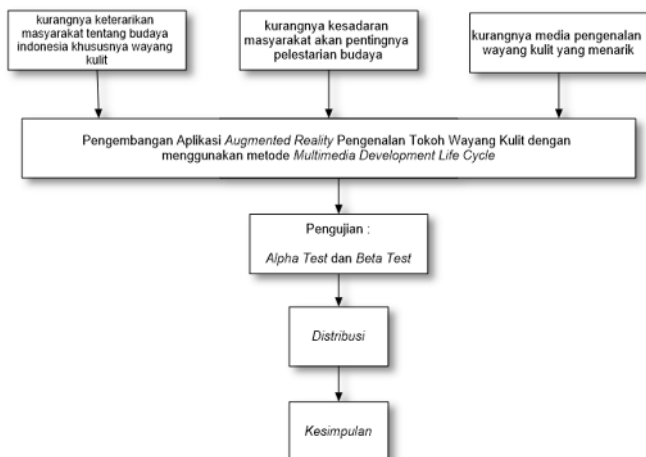 kurangnya keterarikan
masyarakat tentang budaya
indonesia khususnya wayang
kulit
kurangnya kesadaran
masyarakat akan pentingnya
pelestarian budaya
kurangnya media pengenalan
wayang kulit yang menarik
Pengembangan Aplikasi Augmented Reality Pengenalan Tokoh Wayang Kulit dengan
menggunakan metode Multimedia Development Life Cycle
Pengujian :
Alpha Test dan Beta Test
Distribusi
Kesimpulan